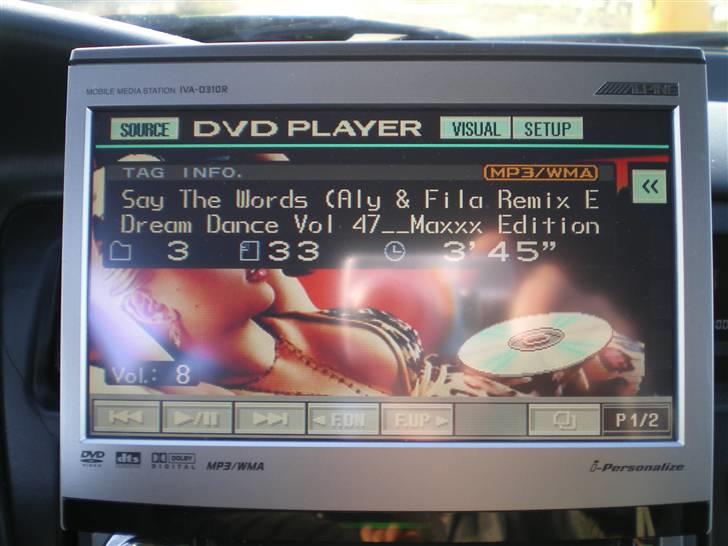 MOBILE MEDIA STATION IVA-D310R
ALPINE
SOURCE DVD PLAYER VISUAL SETUP
TAG INFO. MP3/WMA
«
Say The Words (Aly & Fila Remix E
Dream Dance Vol 47__Maxxx Edition
3 33 3'45"
Vol.: 8
F.DN F.UP P 1/2
DVD VIDEO dts DOLBY DIGITAL MP3/WMA
i-Personalize